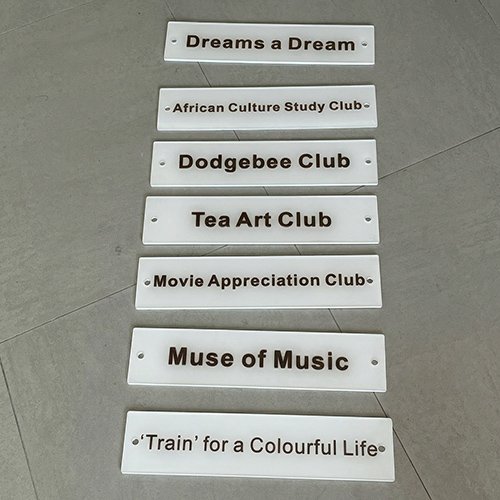 Dreams a Dream
African Culture Study Club
Dodgebee Club
Tea Art Club
Movie Appreciation Club
Muse of Music
'Train' for a Colourful Life